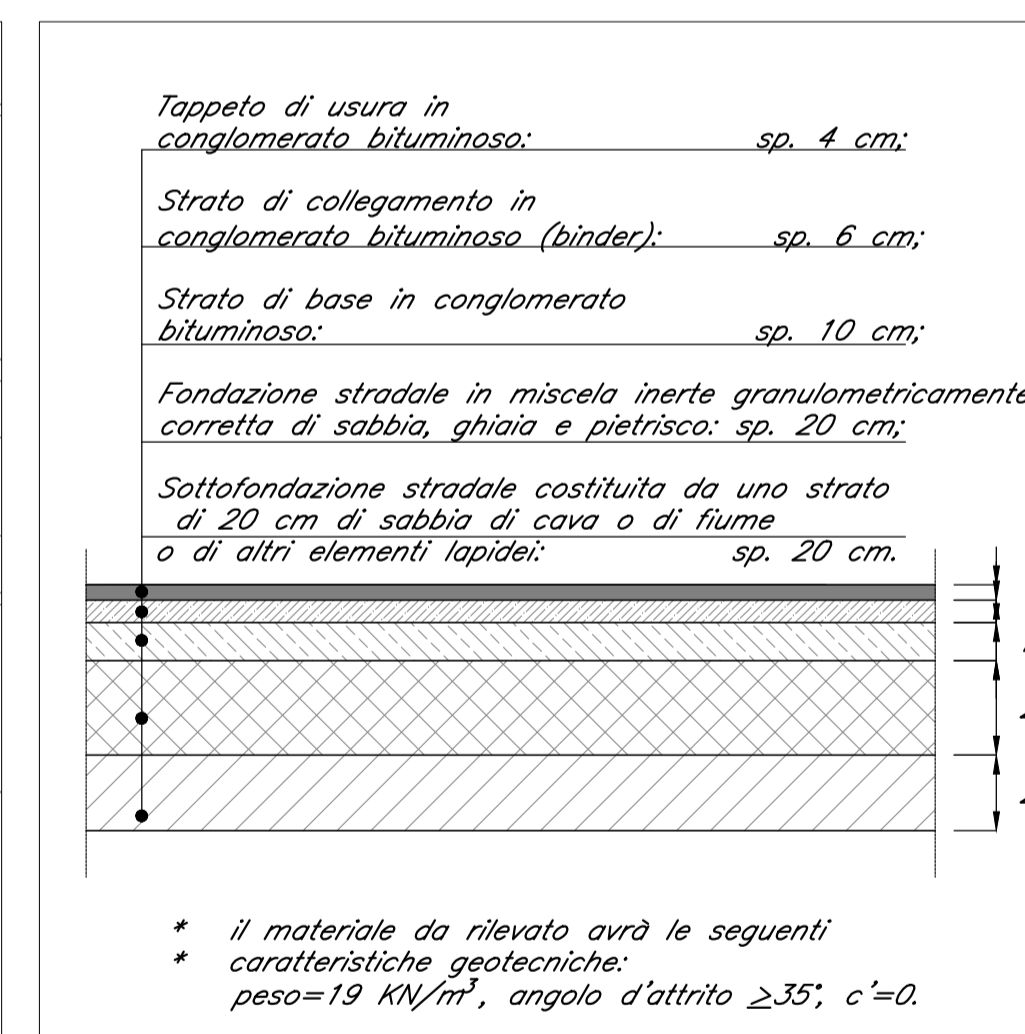 Tappeto di usura in
conglomerato bituminoso: sp. 4 cm;
Strato di collegamento in
conglomerato bituminoso (binder): sp. 6 cm;
Strato di base in conglomerato
bituminoso: sp. 10 cm;
Fondazione stradale in miscela inerte granulometricamente
corretta di sabbia, ghiaia e pietrisco: sp. 20 cm;
Sottofondazione stradale costituita da uno strato
di 20 cm di sabbia di cava o di fiume
o di altri elementi lapidei: sp. 20 cm.
* il materiale da rilevato avrà le seguenti
* caratteristiche geotecniche:
peso=19 KN/m³, angolo d'attrito ≥35°, c'=0.